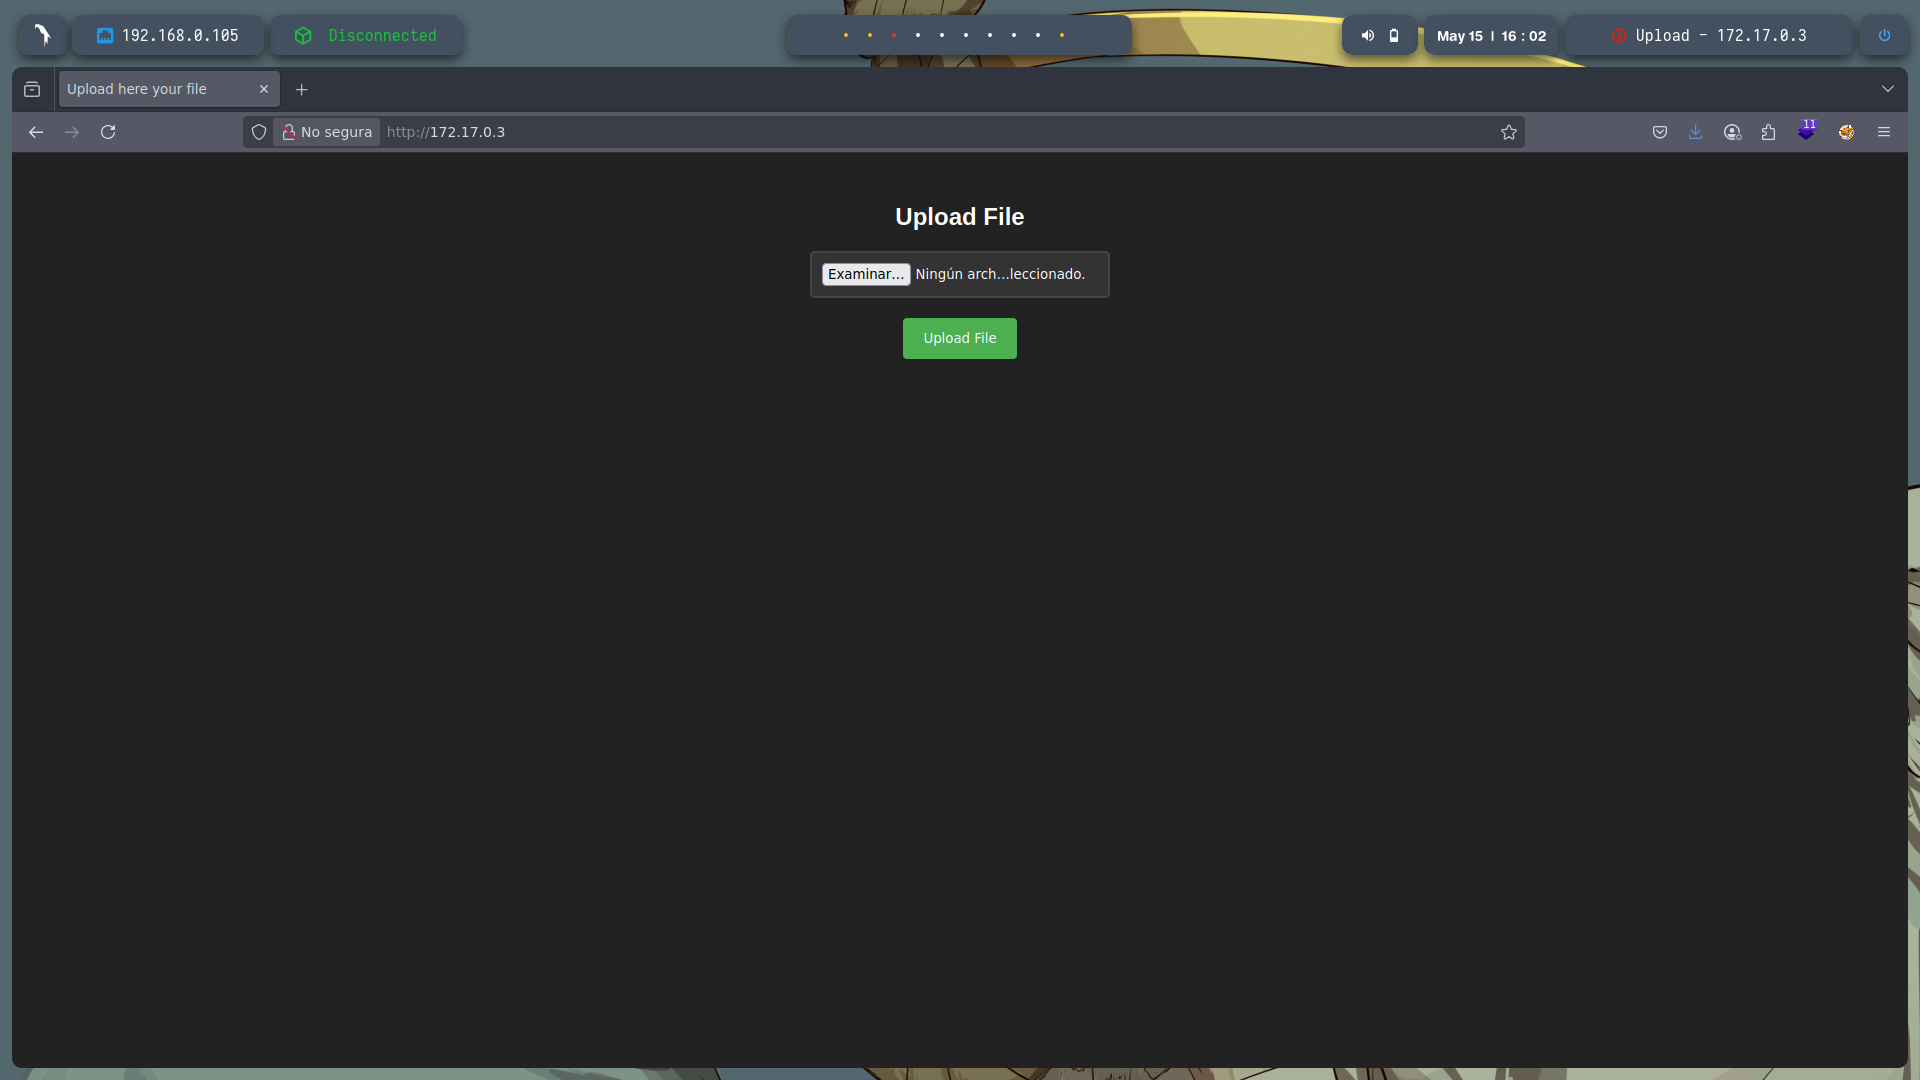 192.168.0.105 Disconnected May 15 | 16 : 02 Upload - 172.17.0.3
Upload here your file
No segura http://172.17.0.3 11
Upload File
Examinar... Ningún arch...leccionado.
Upload File